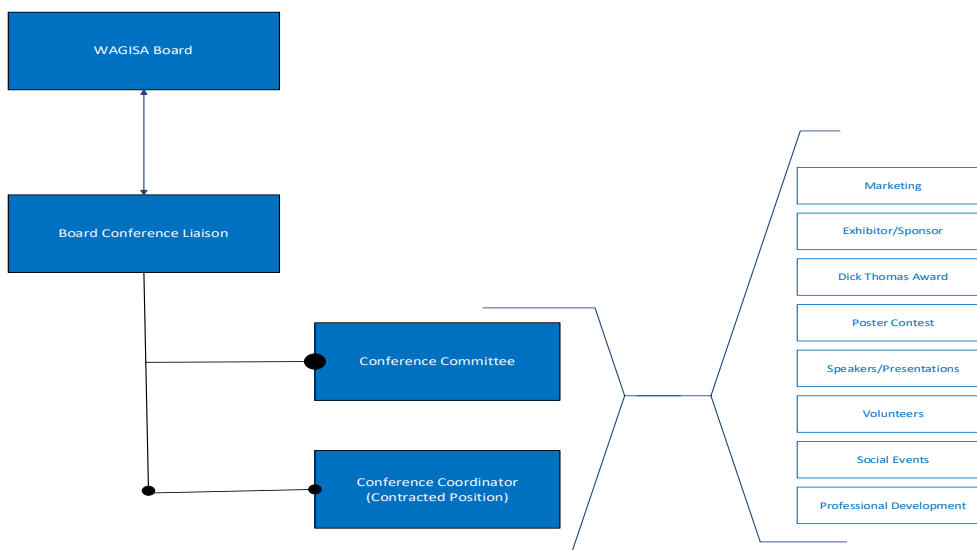 WAGISA Board
Board Conference Liaison
Conference Committee
Conference Coordinator
(Contracted Position)
Marketing
Exhibitor/Sponsor
Dick Thomas Award
Poster Contest
Speakers/Presentations
Volunteers
Social Events
Professional Development